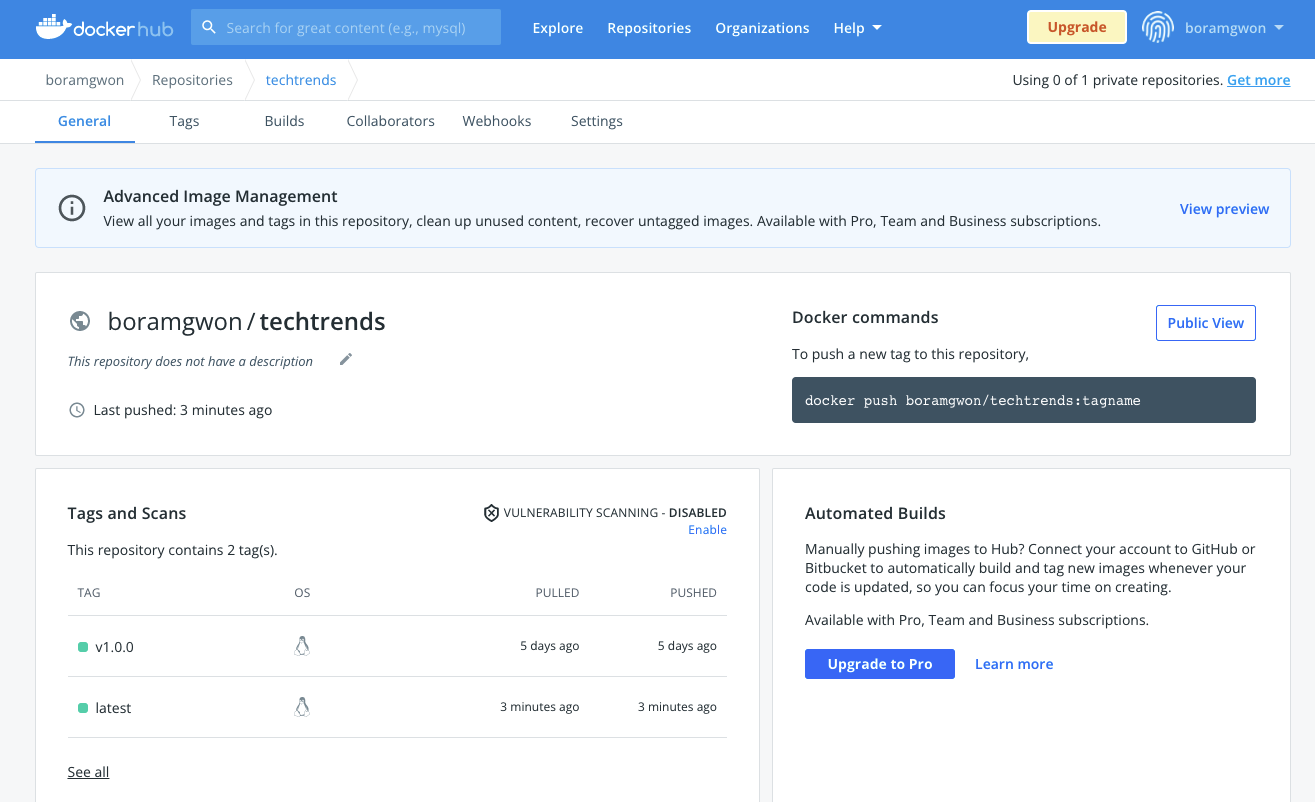 dockerhub Search for great content (e.g., mysql) Explore Repositories Organizations Help Upgrade boramgwon
boramgwon Repositories techtrends Using 0 of 1 private repositories. Get more
General Tags Builds Collaborators Webhooks Settings
Advanced Image Management
View all your images and tags in this repository, clean up unused content, recover untagged images. Available with Pro, Team and Business subscriptions.
View preview
boramgwon / techtrends
This repository does not have a description
Last pushed: 3 minutes ago
Docker commands
Public View
To push a new tag to this repository,
docker push boramgwon/techtrends:tagname
Tags and Scans
VULNERABILITY SCANNING - DISABLED
Enable
This repository contains 2 tag(s).
TAG OS PULLED PUSHED
v1.0.0 5 days ago 5 days ago
latest 3 minutes ago 3 minutes ago
See all
Automated Builds
Manually pushing images to Hub? Connect your account to GitHub or
Bitbucket to automatically build and tag new images whenever your
code is updated, so you can focus your time on creating.
Available with Pro, Team and Business subscriptions.
Upgrade to Pro Learn more